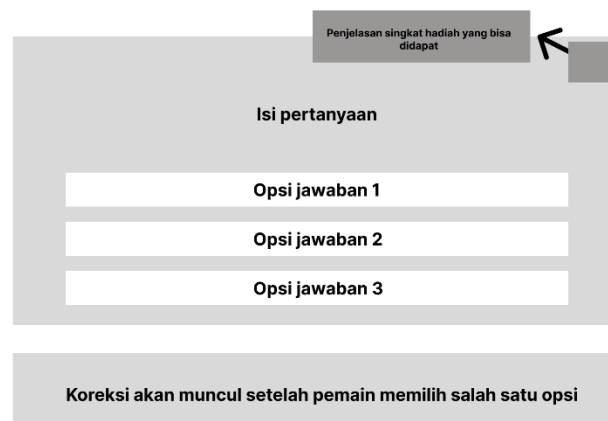 Penjelasan singkat hadiah yang bisa
didapat
Isi pertanyaan
Opsi jawaban 1
Opsi jawaban 2
Opsi jawaban 3
Koreksi akan muncul setelah pemain memilih salah satu opsi